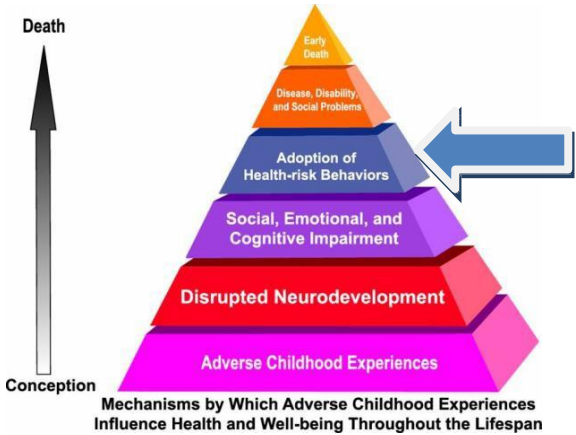 Death
Early
Death
Disease, Disability,
and Social Problems
Adoption of
Health-risk Behaviors
Social, Emotional, and
Cognitive Impairment
Disrupted Neurodevelopment
Adverse Childhood Experiences
Conception
Mechanisms by Which Adverse Childhood Experiences
Influence Health and Well-being Throughout the Lifespan